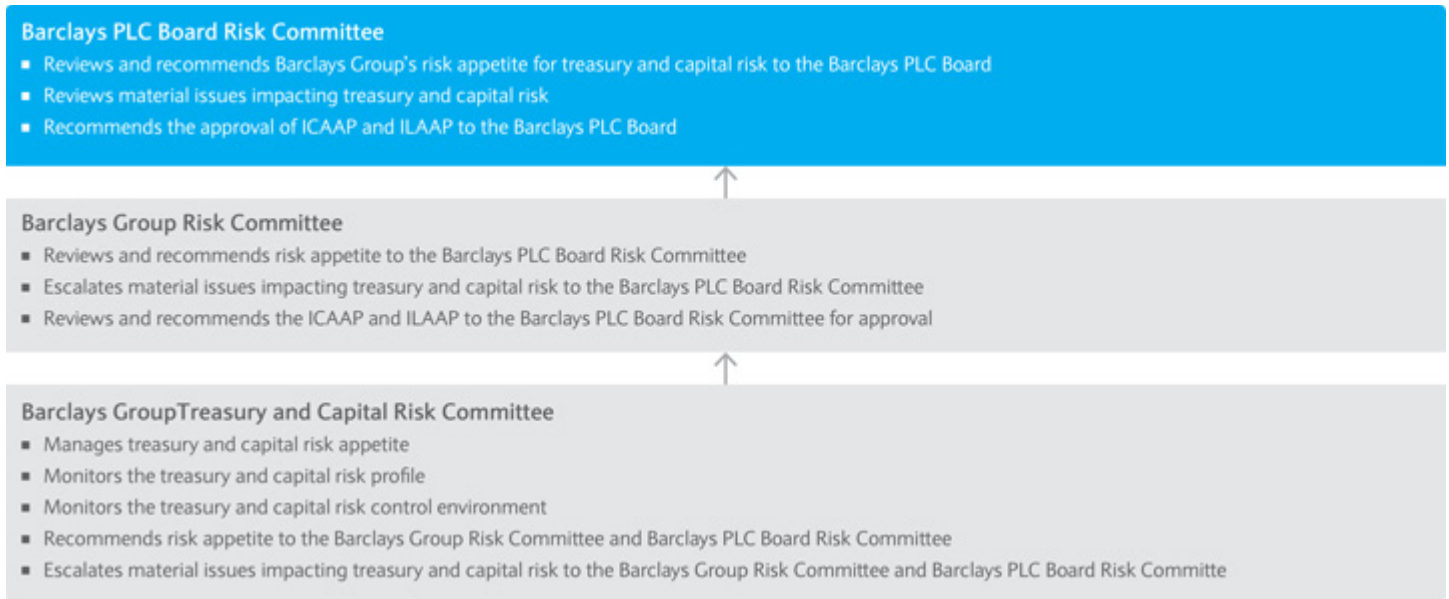 Barclays PLC Board Risk Committee
▪ Reviews and recommends Barclays Group's risk appetite for treasury and capital risk to the Barclays PLC Board
▪ Reviews material issues impacting treasury and capital risk
▪ Recommends the approval of ICAAP and ILAAP to the Barclays PLC Board
Barclays Group Risk Committee
▪ Reviews and recommends risk appetite to the Barclays PLC Board Risk Committee
▪ Escalates material issues impacting treasury and capital risk to the Barclays PLC Board Risk Committee
▪ Reviews and recommends the ICAAP and ILAAP to the Barclays PLC Board Risk Committee for approval
Barclays GroupTreasury and Capital Risk Committee
▪ Manages treasury and capital risk appetite
▪ Monitors the treasury and capital risk profile
▪ Monitors the treasury and capital risk control environment
▪ Recommends risk appetite to the Barclays Group Risk Committee and Barclays PLC Board Risk Committee
▪ Escalates material issues impacting treasury and capital risk to the Barclays Group Risk Committee and Barclays PLC Board Risk Committe